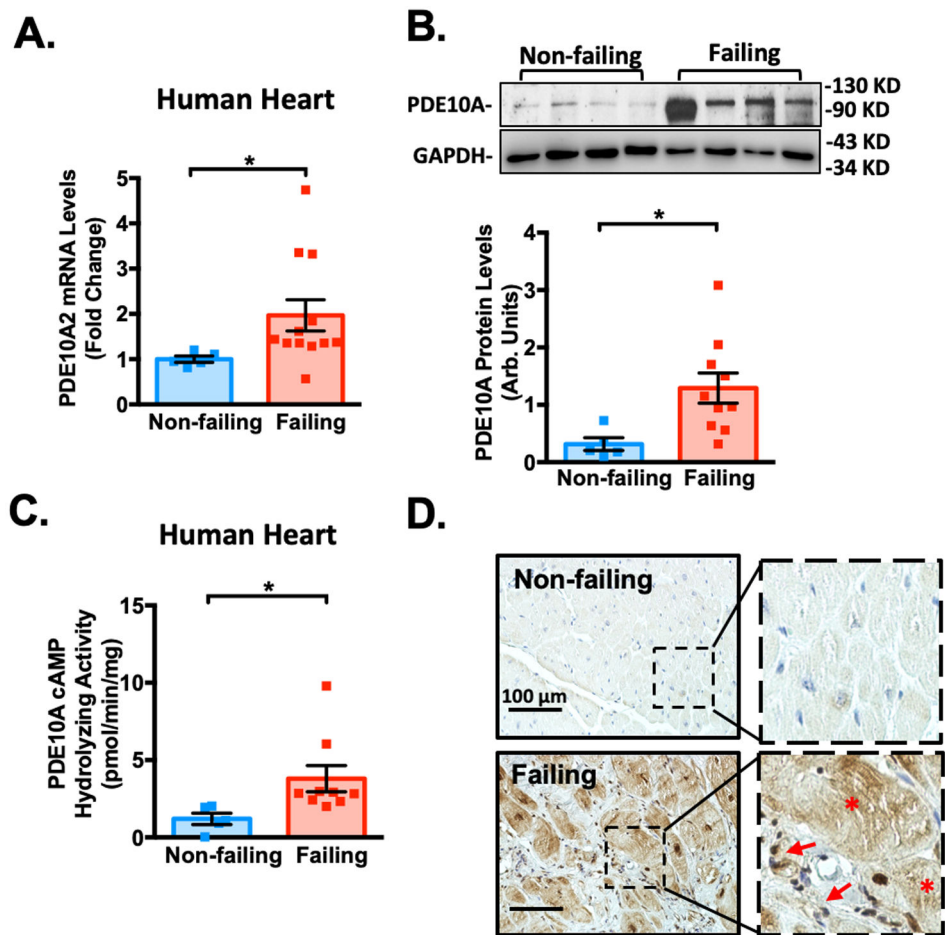 A.
Human Heart
*
PDE10A2 mRNA Levels
(Fold Change)
5
4
3
2
1
0
Non-failing Failing
B.
Non-failing Failing
PDE10A-
-130 KD
-90 KD
GAPDH-
-43 KD
-34 KD
*
PDE10A Protein Levels
(Arb. Units)
4
3
2
1
0
Non-failing Failing
C.
Human Heart
*
PDE10A cAMP
Hydrolyzing Activity
(pmol/min/mg)
15
10
5
0
Non-failing Failing
D.
Non-failing
100 μm
Failing
*
*